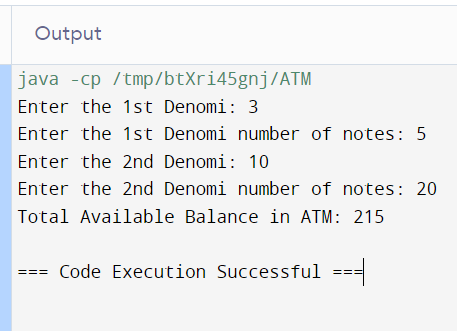 Output
java -cp /tmp/btXri45gnj/ATM
Enter the 1st Denomi: 3
Enter the 1st Denomi number of notes: 5
Enter the 2nd Denomi: 10
Enter the 2nd Denomi number of notes: 20
Total Available Balance in ATM: 215
=== Code Execution Successful ===